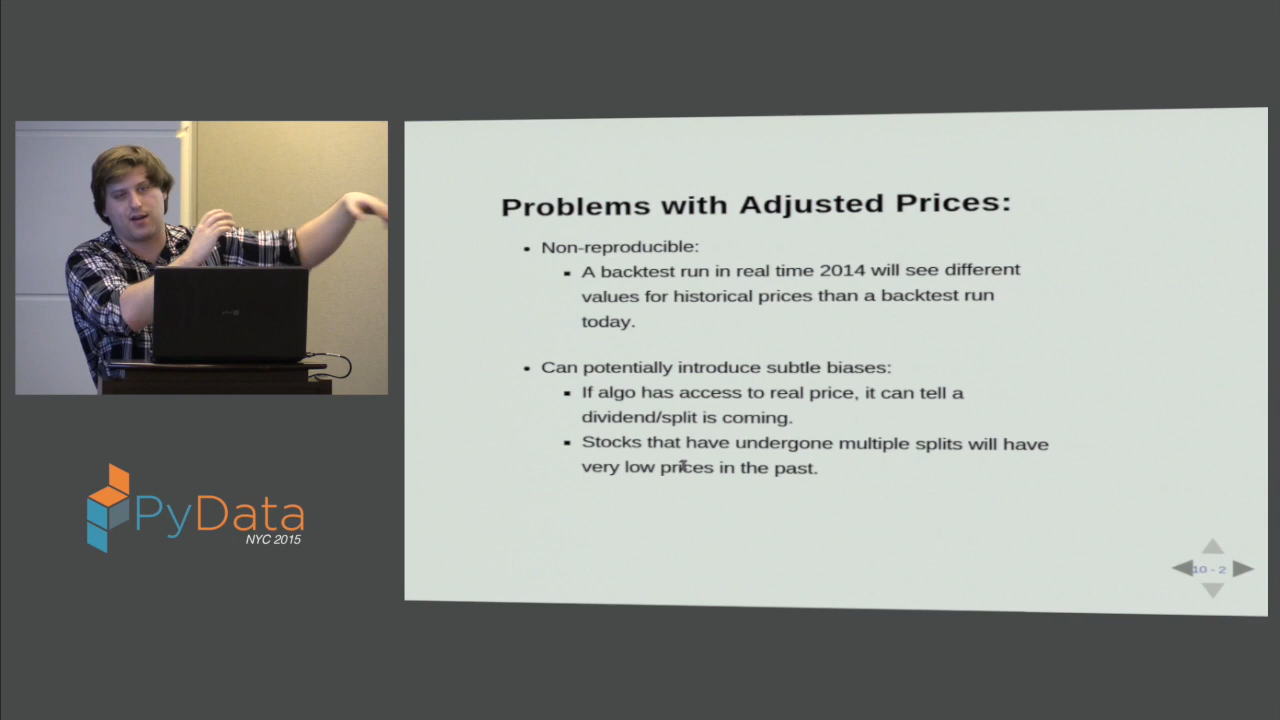 Problems with Adjusted Prices:
Non-reproducible:
A backtest run in real time 2014 will see different
values for historical prices than a backtest run
today.
Can potentially introduce subtle biases:
If algo has access to real price, it can tell a
dividend/split is coming.
Stocks that have undergone multiple splits will have
very low prices in the past.
10 - 2
PyData
NYC 2015